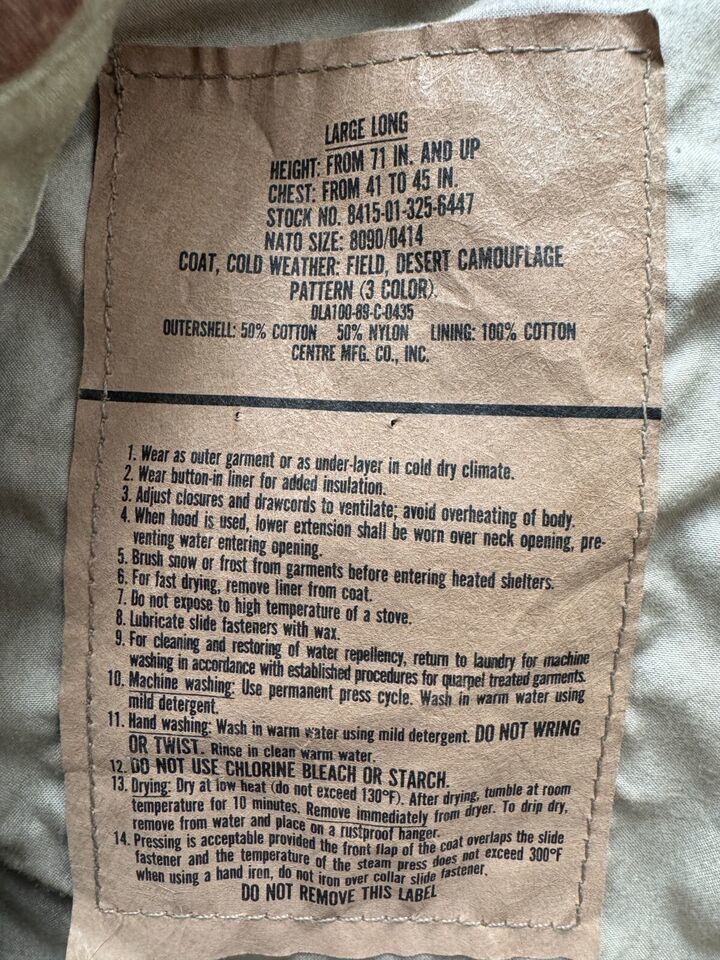 LARGE LONG
HEIGHT: FROM 71 IN. AND UP
CHEST: FROM 41 TO 45 IN.
STOCK NO. 8415-01-325-6447
NATO SIZE: 8090/0414
COAT, COLD WEATHER: FIELD, DESERT CAMOUFLAGE
PATTERN (3 COLOR).
DLA100-89-C-0435
OUTERSHELL: 50% COTTON 50% NYLON LINING: 100% COTTON
CENTRE MFG. CO., INC.
1. Wear as outer garment or as under-layer in cold dry climate.
2. Wear button-in liner for added insulation.
3. Adjust closures and drawcords to ventilate; avoid overheating of body.
4. When hood is used, lower extension shall be worn over neck opening, pre-
venting water entering opening.
5. Brush snow or frost from garments before entering heated shelters.
6. For fast drying, remove liner from coat.
7. Do not expose to high temperature of a stove.
8. Lubricate slide fasteners with wax.
9. For cleaning and restoring of water repellency, return to laundry for machine
washing in accordance with established procedures for quarpel treated garments.
10. Machine washing: Use permanent press cycle. Wash in warm water using
mild detergent.
11. Hand washing: Wash in warm water using mild detergent. DO NOT WRING
OR TWIST. Rinse in clean warm water.
12. DO NOT USE CHLORINE BLEACH OR STARCH.
13. Drying: Dry at low heat (do not exceed 130°F). After drying, tumble at room
temperature for 10 minutes. Remove immediately from dryer. To drip dry,
remove from water and place on a rustproof hanger.
14. Pressing is acceptable provided the front flap of the coat overlaps the slide
fastener and the temperature of the steam press does not exceed 300°F
when using a hand iron, do not iron over collar slide fastener.
DO NOT REMOVE THIS LABEL